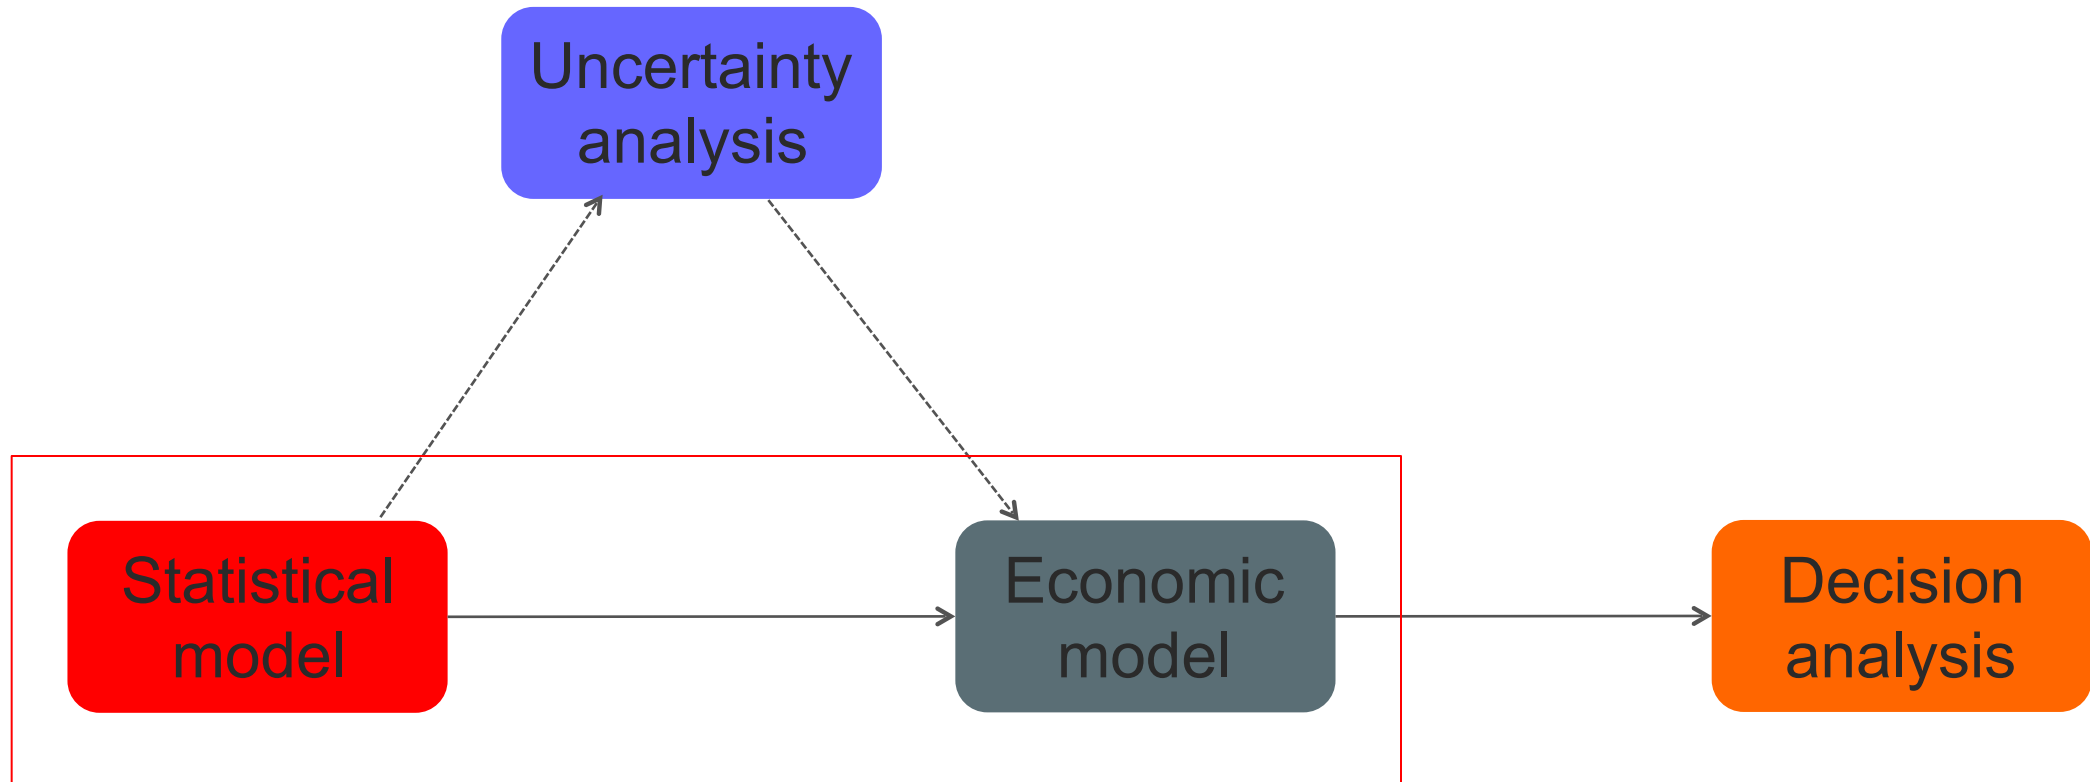 Uncertainty
analysis
Statistical
model
Economic
model
Decision
analysis